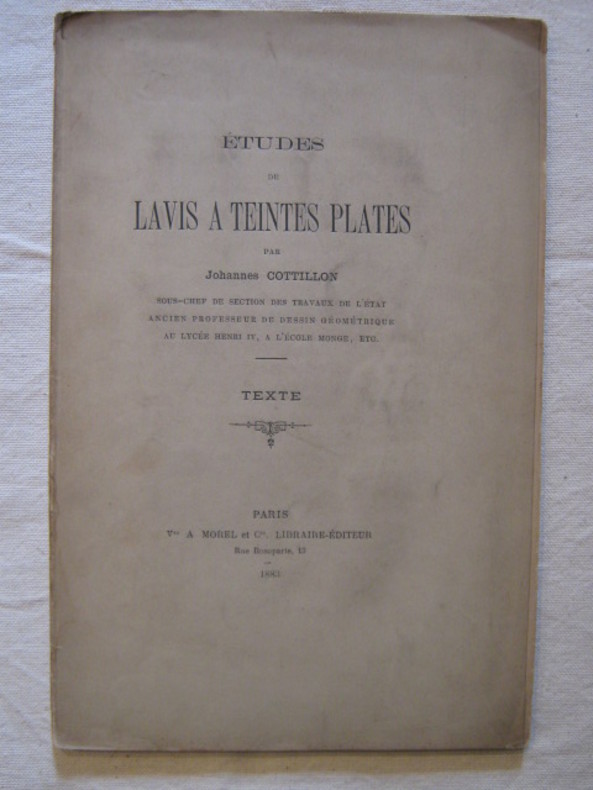 ÉTUDES
DE
LAVIS A TEINTES PLATES
PAR
Johannes COTTILLON
SOUS-CHEF DE SECTION DES TRAVAUX DE L'ÉTAT
ANCIEN PROFESSEUR DE DESSIN GÉOMÉTRIQUE
AU LYCÉE HENRI IV, A L'ÉCOLE MONGE, ETC.
TEXTE
PARIS
Vve A MOREL et Cie, LIBRAIRE-ÉDITEUR
Rue Bonaparte, 13
1883